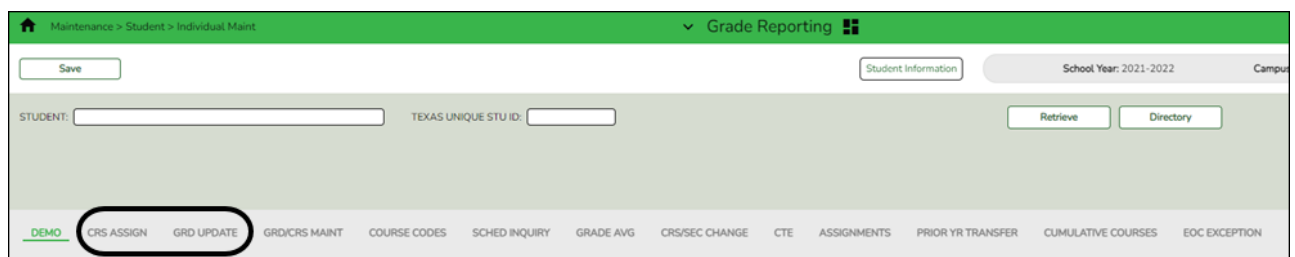 Maintenance > Student > Individual Maint Grade Reporting
Save Student Information School Year: 2021-2022 Campus
STUDENT: TEXAS UNIQUE STU ID: Retrieve Directory
DEMO CRS ASSIGN GRD UPDATE GRD/CRS MAINT COURSE CODES SCHED INQUIRY GRADE AVG CRS/SEC CHANGE CTE ASSIGNMENTS PRIOR YR TRANSFER CUMULATIVE COURSES EOC EXCEPTION